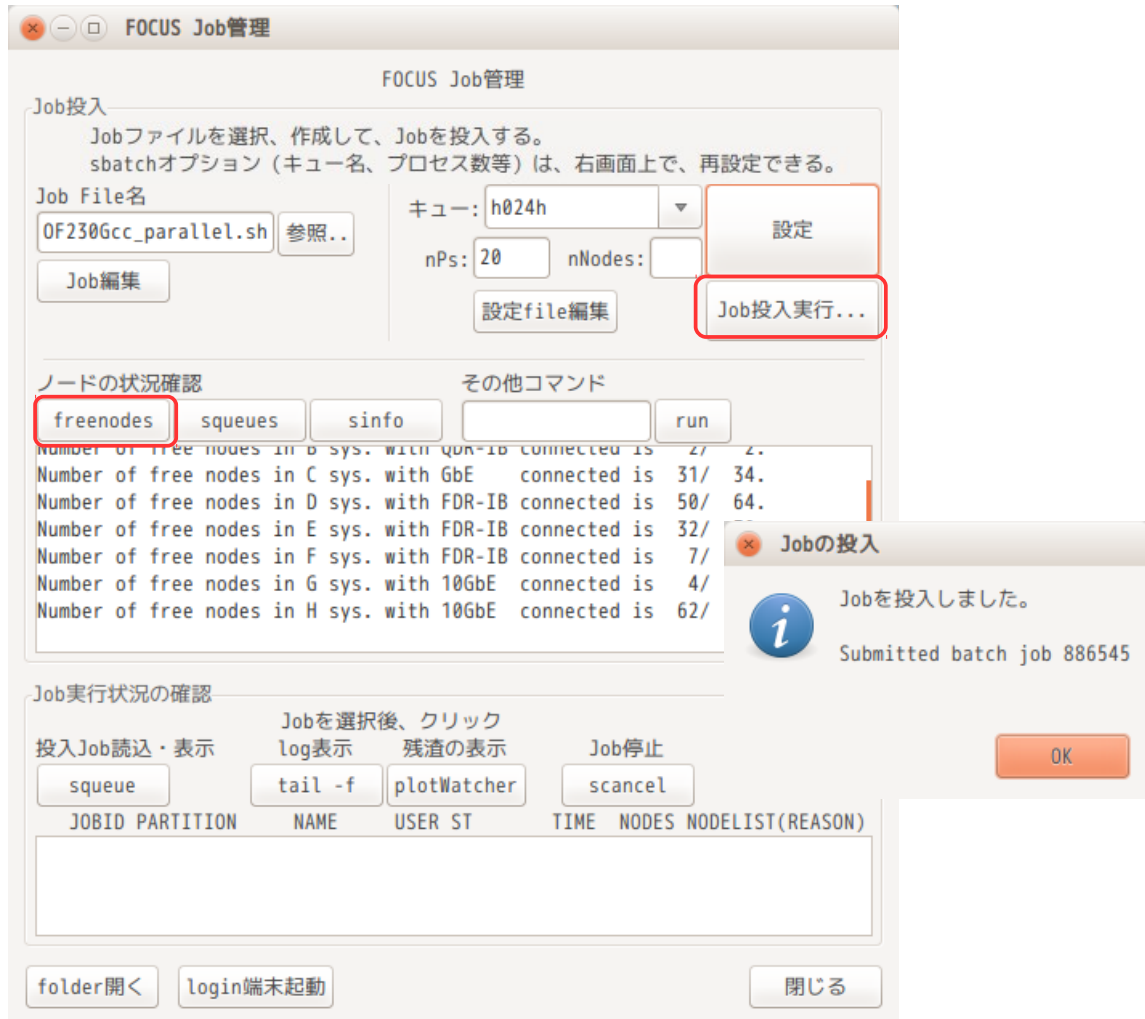 FOCUS Job管理
FOCUS Job管理
Job投入
Jobファイルを選択、作成して、Jobを投入する。
sbatchオプション（キュー名、プロセス数等）は、右画面上で、再設定できる。
Job File名
キュー: h024h
設定
OF230Gcc_parallel.sh 参照..
nPs: 20 nNodes:
Job編集
設定file編集
Job投入実行...
ノードの状況確認 その他コマンド
freenodes squeues sinfo run
Number of free nodes in B sys. with QDR-IB connected is 2/ 2.
Number of free nodes in C sys. with GbE connected is 31/ 34.
Number of free nodes in D sys. with FDR-IB connected is 50/ 64.
Number of free nodes in E sys. with FDR-IB connected is 32/
Number of free nodes in F sys. with FDR-IB connected is 7/
Number of free nodes in G sys. with 10GbE connected is 4/
Number of free nodes in H sys. with 10GbE connected is 62/
Jobの投入
Jobを投入しました。
Submitted batch job 886545
OK
Job実行状況の確認
Jobを選択後、クリック
投入Job読込・表示 log表示 残渣の表示 Job停止
squeue tail -f plotWatcher scancel
JOBID PARTITION NAME USER ST TIME NODES NODELIST(REASON)
folder開く login端末起動 閉じる